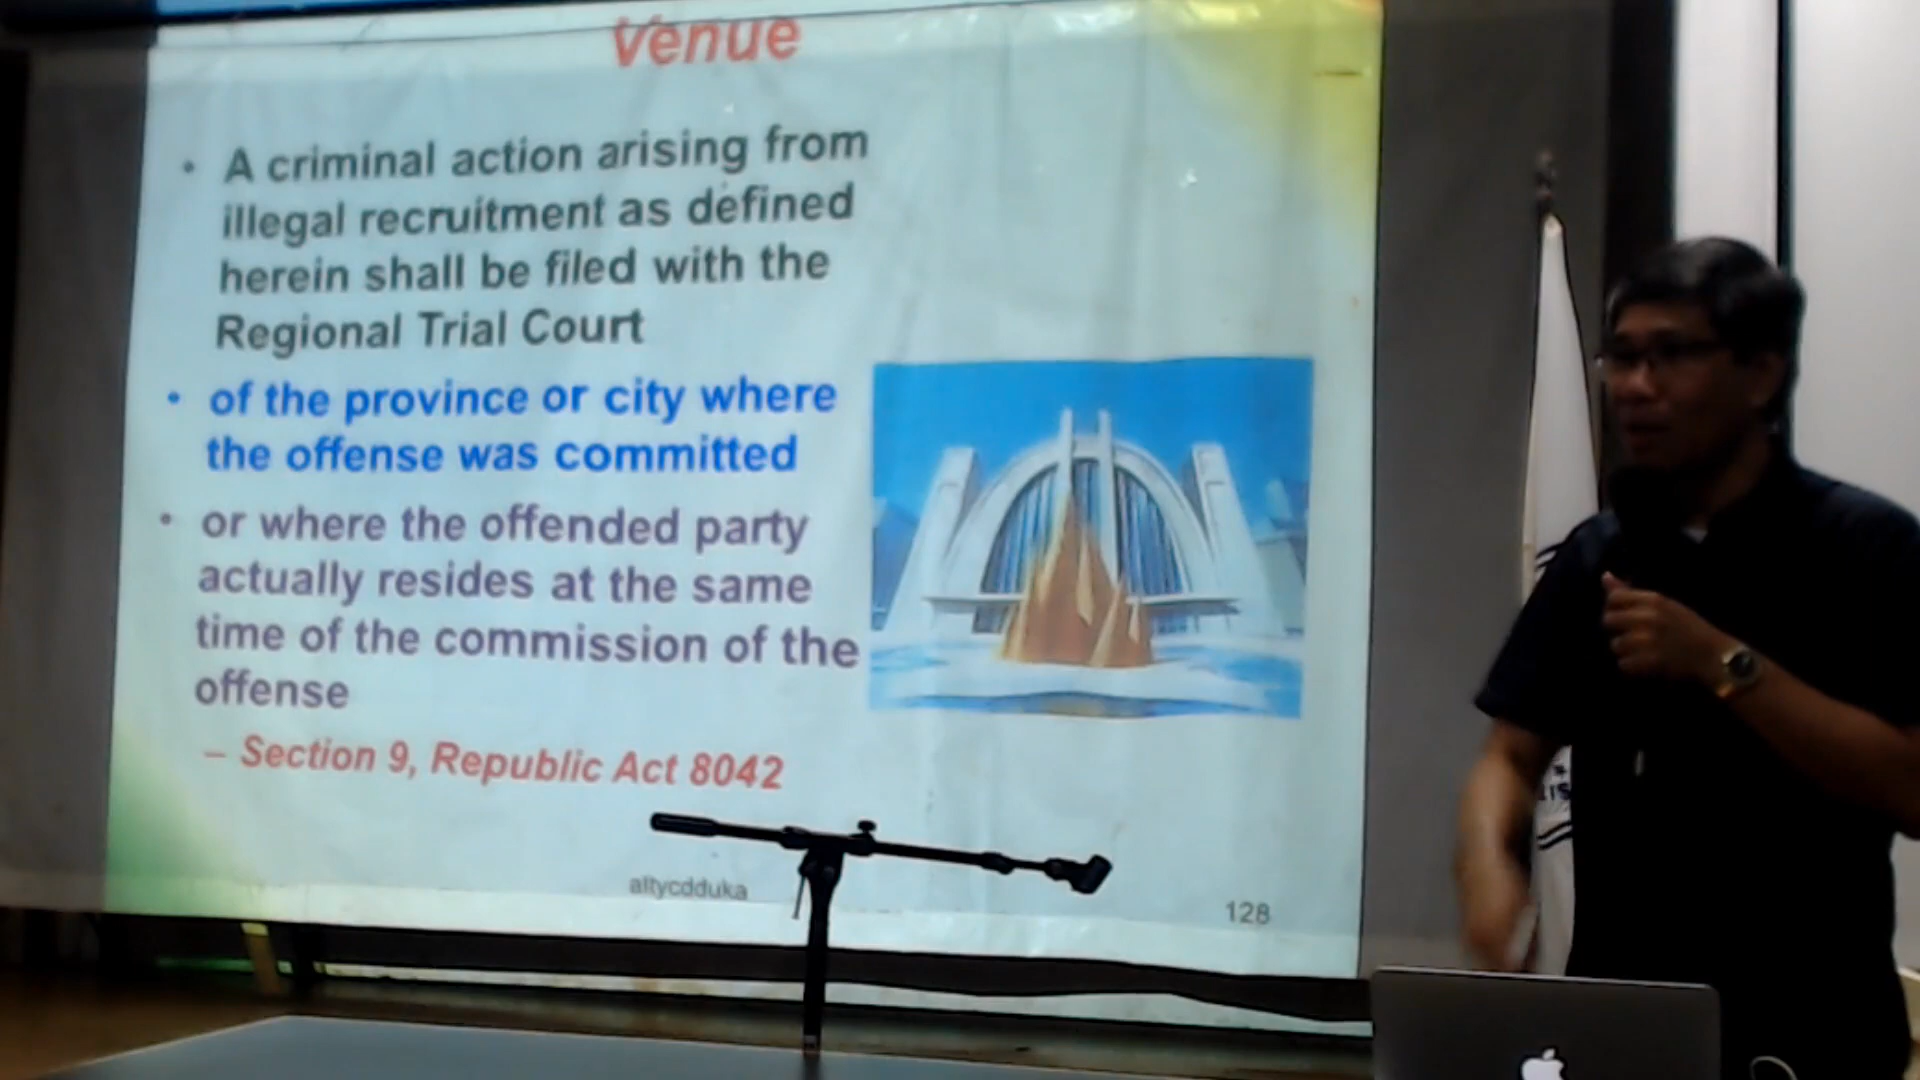 Venue
• A criminal action arising from
illegal recruitment as defined
herein shall be filed with the
Regional Trial Court
• of the province or city where
the offense was committed
• or where the offended party
actually resides at the same
time of the commission of the
offense
– Section 9, Republic Act 8042
attycdduka
128